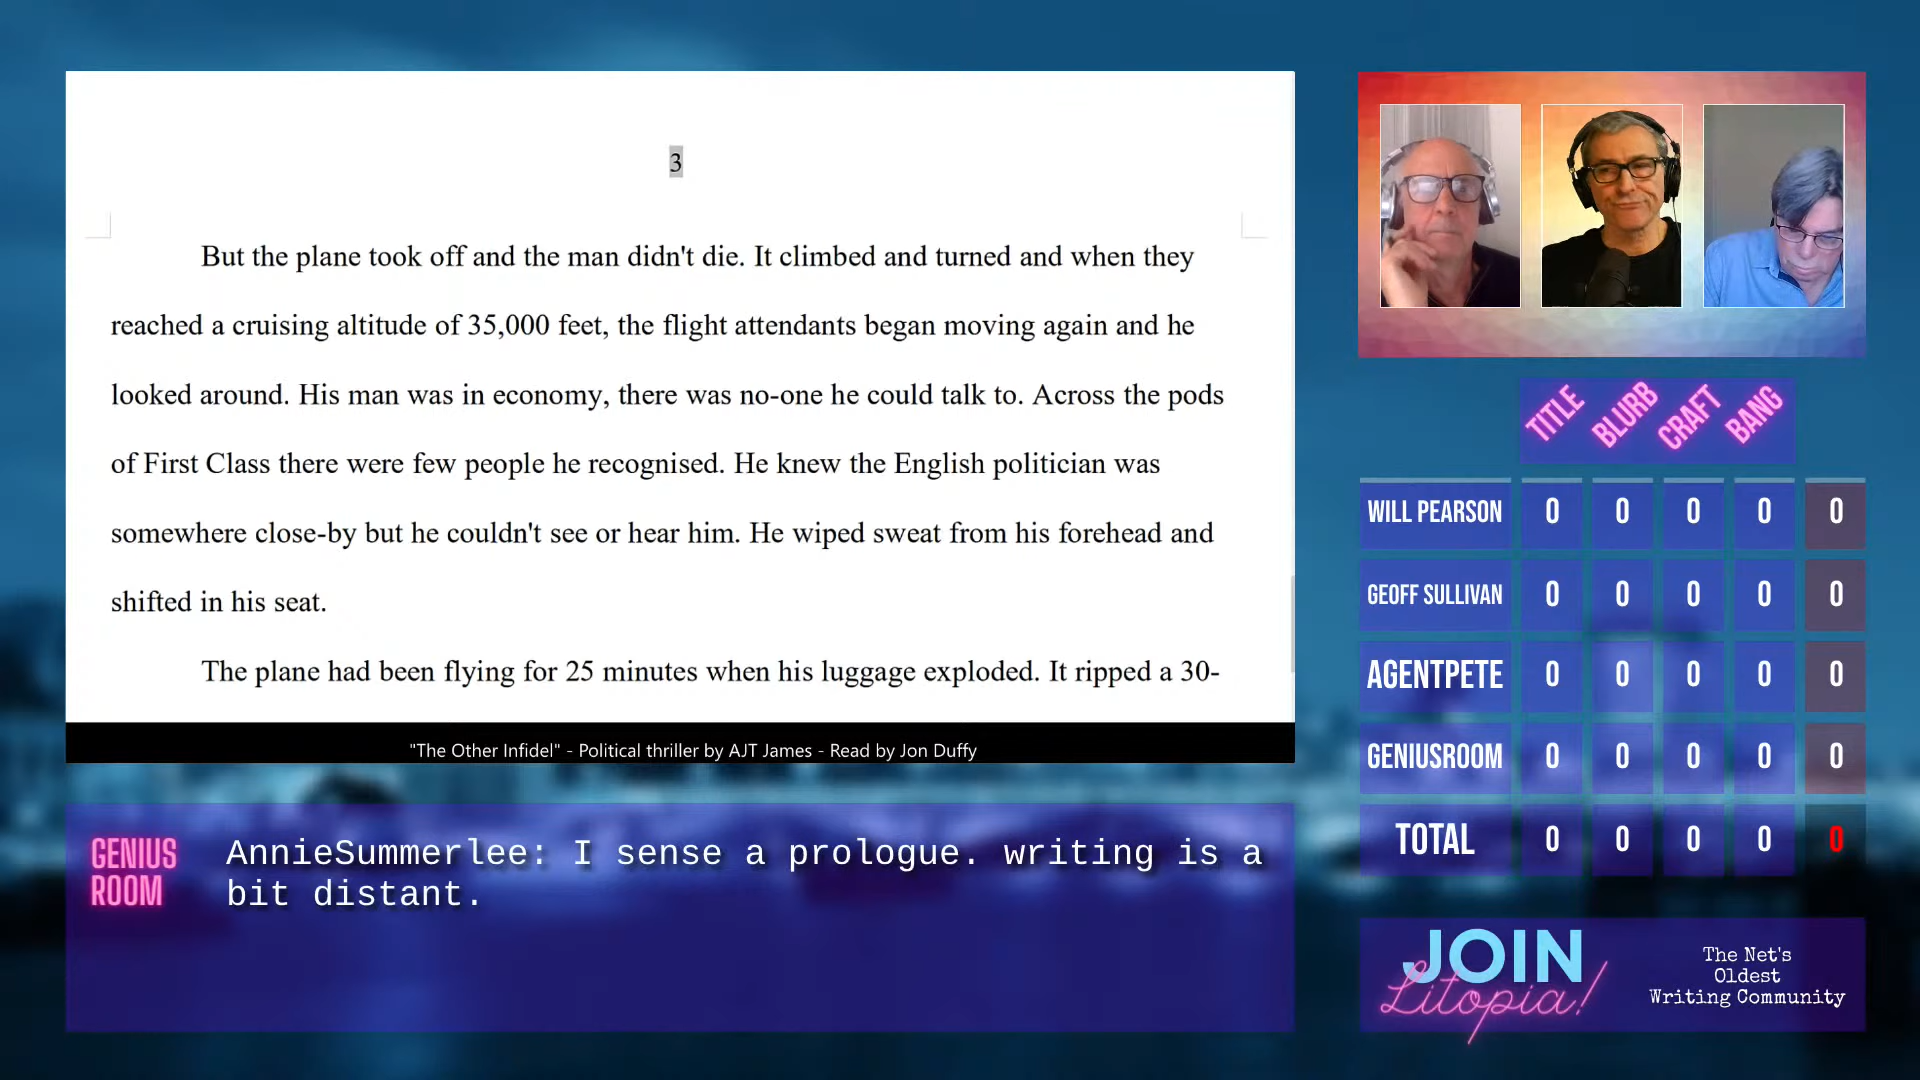 3
But the plane took off and the man didn't die. It climbed and turned and when they
reached a cruising altitude of 35,000 feet, the flight attendants began moving again and he
looked around. His man was in economy, there was no-one he could talk to. Across the pods
of First Class there were few people he recognised. He knew the English politician was
somewhere close-by but he couldn't see or hear him. He wiped sweat from his forehead and
shifted in his seat.
The plane had been flying for 25 minutes when his luggage exploded. It ripped a 30-
"The Other Infidel" - Political thriller by AJT James - Read by Jon Duffy
GENIUS
ROOM
AnnieSummerlee: I sense a prologue. writing is a
bit distant.
TITLE BLURB CRAFT BANG
WILL PEARSON 0 0 0 0 0
GEOFF SULLIVAN 0 0 0 0 0
AGENTPETE 0 0 0 0 0
GENIUSROOM 0 0 0 0 0
TOTAL 0 0 0 0 0
JOIN
Litopia!
The Net's
Oldest
Writing Community